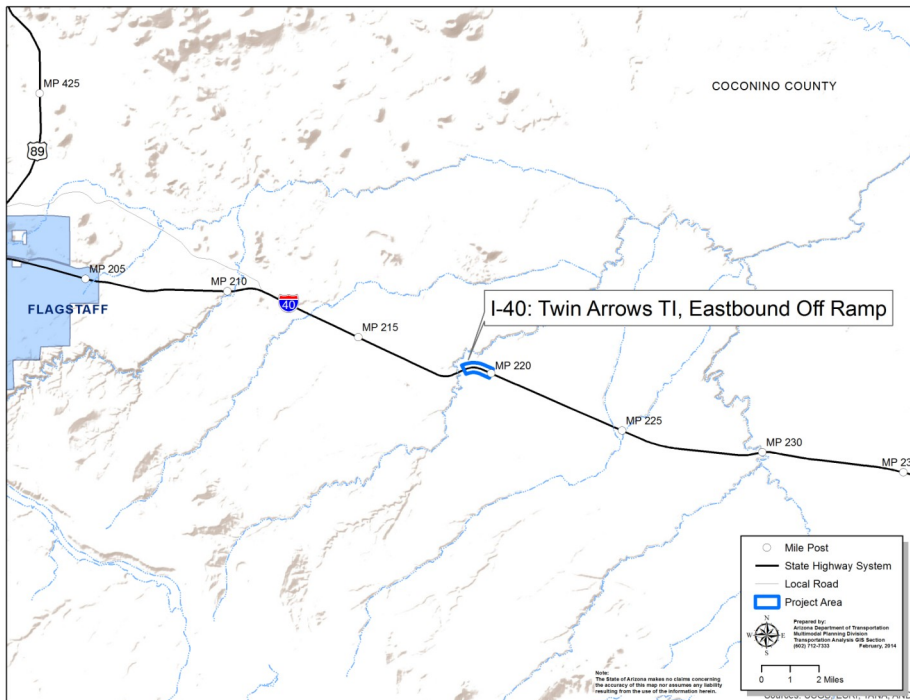 MP 425
COCONINO COUNTY
89
MP 205
MP 210
FLAGSTAFF
40
I-40: Twin Arrows TI, Eastbound Off Ramp
MP 215
MP 220
MP 225
MP 230
MP 23
Mile Post
State Highway System
Local Road
Project Area
N
W E
S
Prepared by:
Arizona Department of Transportation
Multimodal Planning Division
Transportation Analysis GIS Section
(602) 712-7333 February, 2014
0 1 2 Miles
Note:
The State of Arizona makes no claims concerning
the accuracy of this map nor assumes any liability
resulting from the use of the information herein.